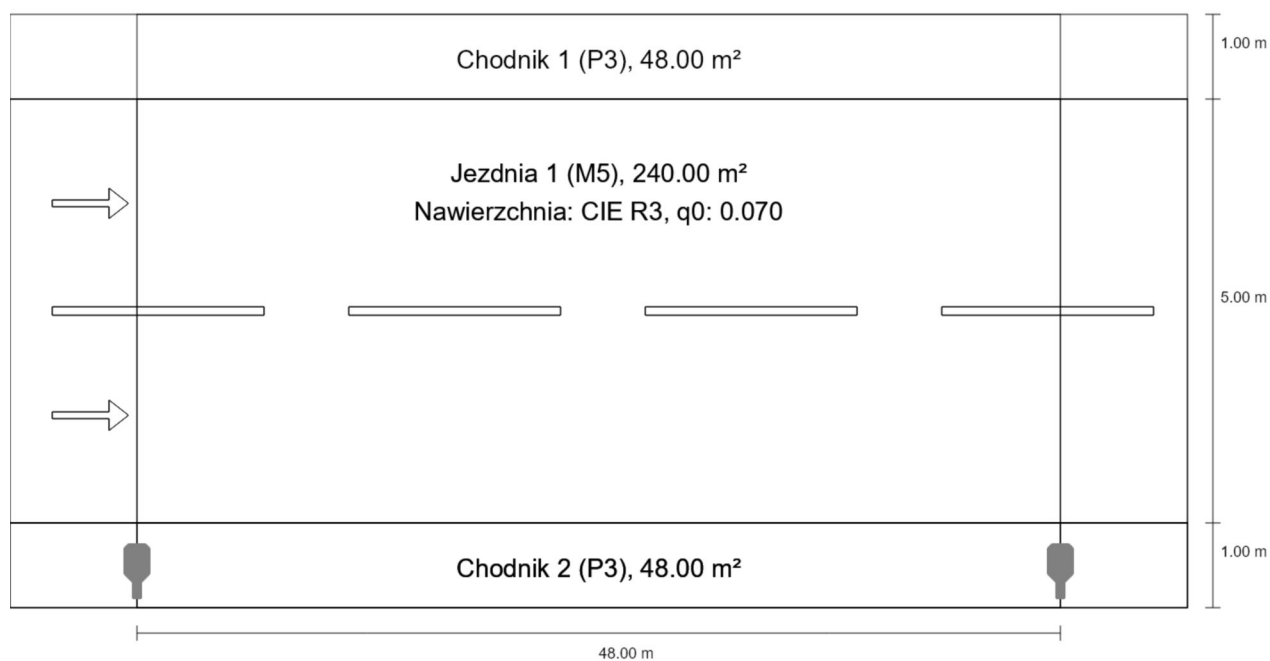 Chodnik 1 (P3), 48.00 m²
1.00 m
Jezdnia 1 (M5), 240.00 m²
Nawierzchnia: CIE R3, q0: 0.070
5.00 m
Chodnik 2 (P3), 48.00 m²
1.00 m
48.00 m